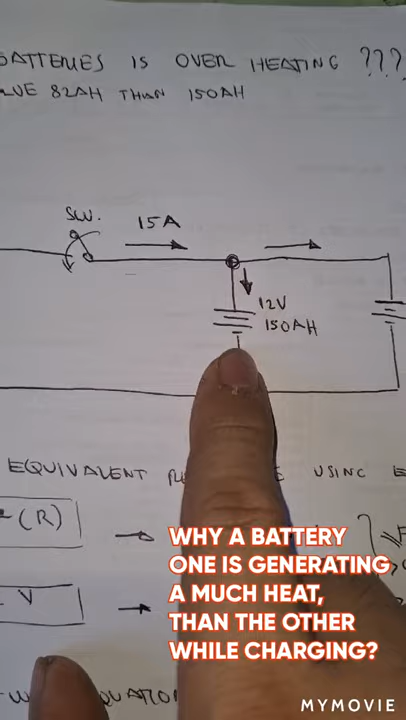 BATTERIES IS OVER HEATING ???
82AH THAN 150AH
SW.
15A
12V
150AH
EQUIVALENT
USING
(R)
V
WHY A BATTERY
ONE IS GENERATING
A MUCH HEAT,
THAN THE OTHER
WHILE CHARGING?
MYMOVIE